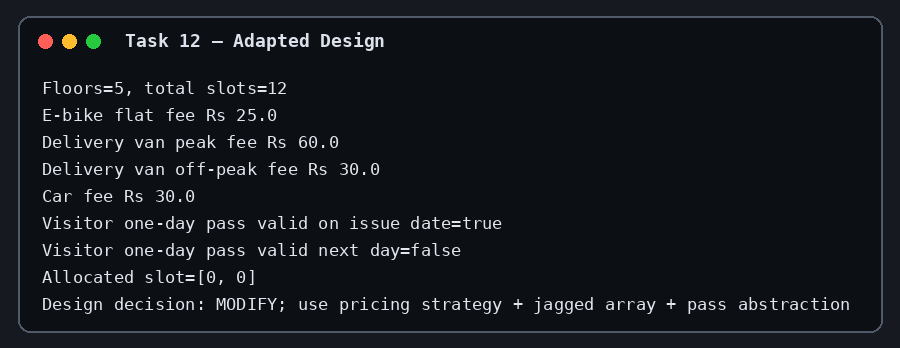 Task 12 — Adapted Design
Floors=5, total slots=12
E-bike flat fee Rs 25.0
Delivery van peak fee Rs 60.0
Delivery van off-peak fee Rs 30.0
Car fee Rs 30.0
Visitor one-day pass valid on issue date=true
Visitor one-day pass valid next day=false
Allocated slot=[0, 0]
Design decision: MODIFY; use pricing strategy + jagged array + pass abstraction